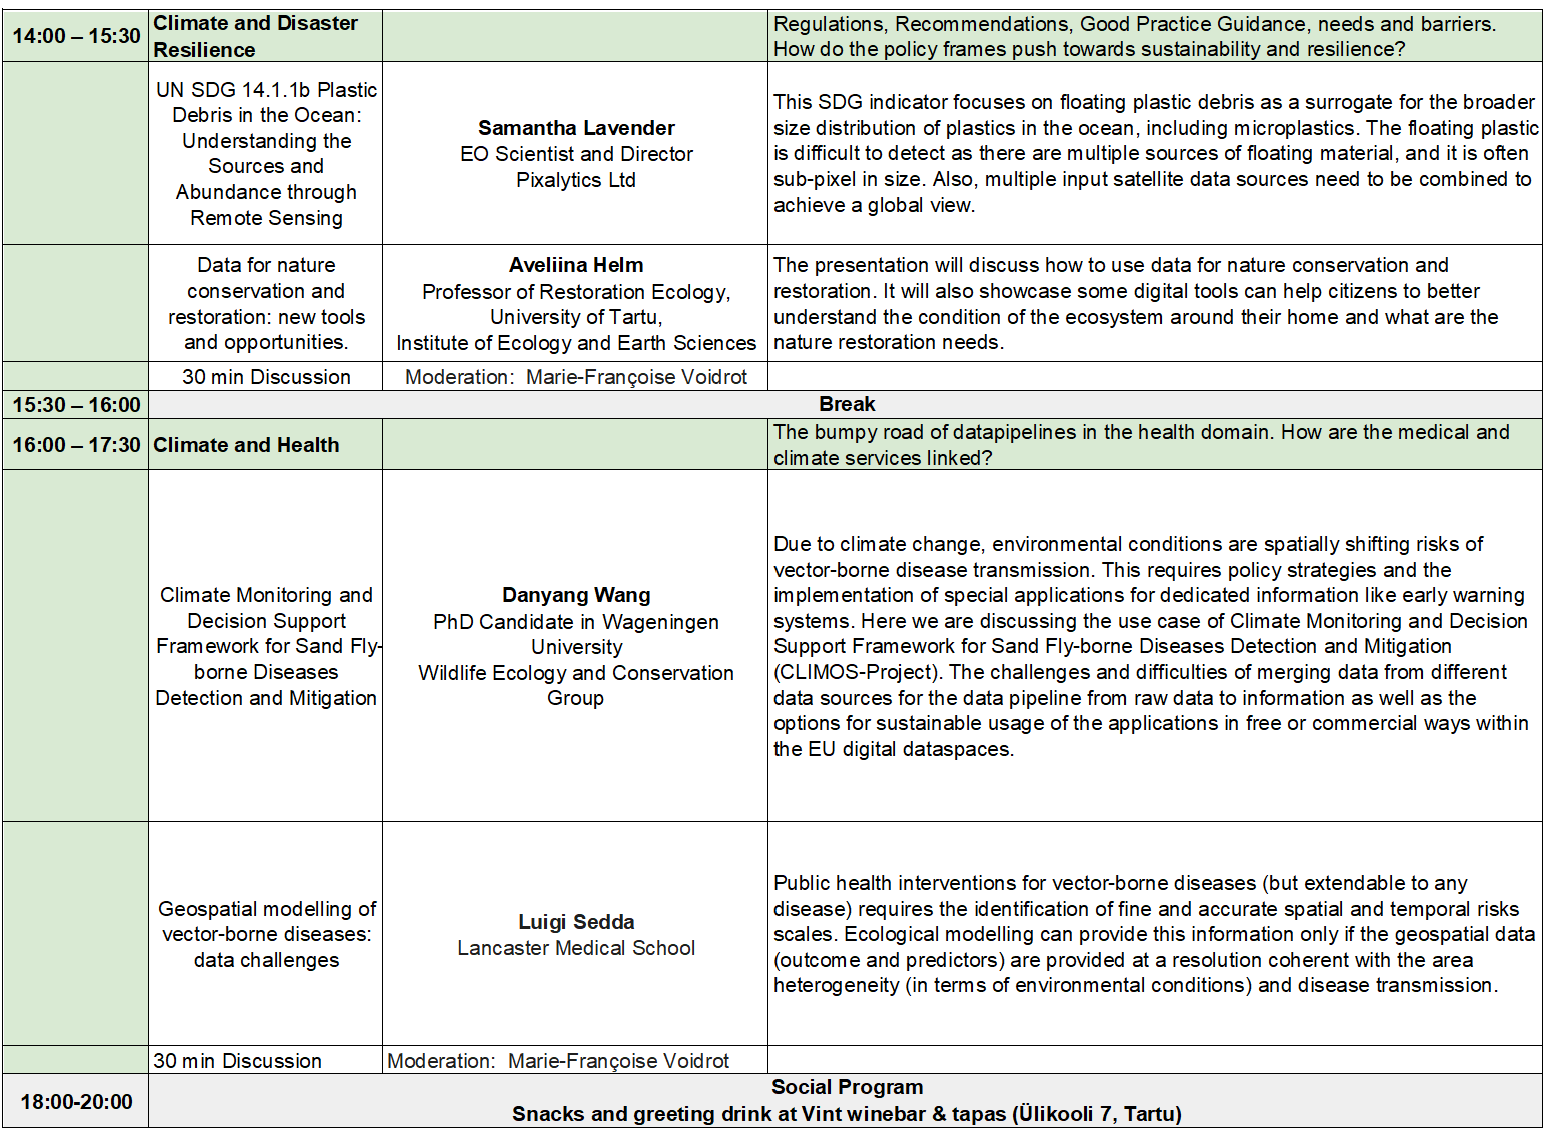 14:00 – 15:30
Climate and Disaster
Resilience
Regulations, Recommendations, Good Practice Guidance, needs and barriers.
How do the policy frames push towards sustainability and resilience?
UN SDG 14.1.1b Plastic
Debris in the Ocean:
Understanding the
Sources and
Abundance through
Remote Sensing
Samantha Lavender
EO Scientist and Director
Pixalytics Ltd
This SDG indicator focuses on floating plastic debris as a surrogate for the broader
size distribution of plastics in the ocean, including microplastics. The floating plastic
is difficult to detect as there are multiple sources of floating material, and it is often
sub-pixel in size. Also, multiple input satellite data sources need to be combined to
achieve a global view.
Data for nature
conservation and
restoration: new tools
and opportunities.
Aveliina Helm
Professor of Restoration Ecology,
University of Tartu,
Institute of Ecology and Earth Sciences
The presentation will discuss how to use data for nature conservation and
restoration. It will also showcase some digital tools can help citizens to better
understand the condition of the ecosystem around their home and what are the
nature restoration needs.
30 min Discussion
Moderation: Marie-Françoise Voidrot
15:30 – 16:00
Break
16:00 – 17:30
Climate and Health
The bumpy road of datapipelines in the health domain. How are the medical and
climate services linked?
Climate Monitoring and
Decision Support
Framework for Sand Fly-
borne Diseases
Detection and Mitigation
Danyang Wang
PhD Candidate in Wageningen
University
Wildlife Ecology and Conservation
Group
Due to climate change, environmental conditions are spatially shifting risks of
vector-borne disease transmission. This requires policy strategies and the
implementation of special applications for dedicated information like early warning
systems. Here we are discussing the use case of Climate Monitoring and Decision
Support Framework for Sand Fly-borne Diseases Detection and Mitigation
(CLIMOS-Project). The challenges and difficulties of merging data from different
data sources for the data pipeline from raw data to information as well as the
options for sustainable usage of the applications in free or commercial ways within
the EU digital dataspaces.
Geospatial modelling of
vector-borne diseases:
data challenges
Luigi Sedda
Lancaster Medical School
Public health interventions for vector-borne diseases (but extendable to any
disease) requires the identification of fine and accurate spatial and temporal risks
scales. Ecological modelling can provide this information only if the geospatial data
(outcome and predictors) are provided at a resolution coherent with the area
heterogeneity (in terms of environmental conditions) and disease transmission.
30 min Discussion
Moderation: Marie-Françoise Voidrot
18:00-20:00
Social Program
Snacks and greeting drink at Vint winebar & tapas (Ülikooli 7, Tartu)